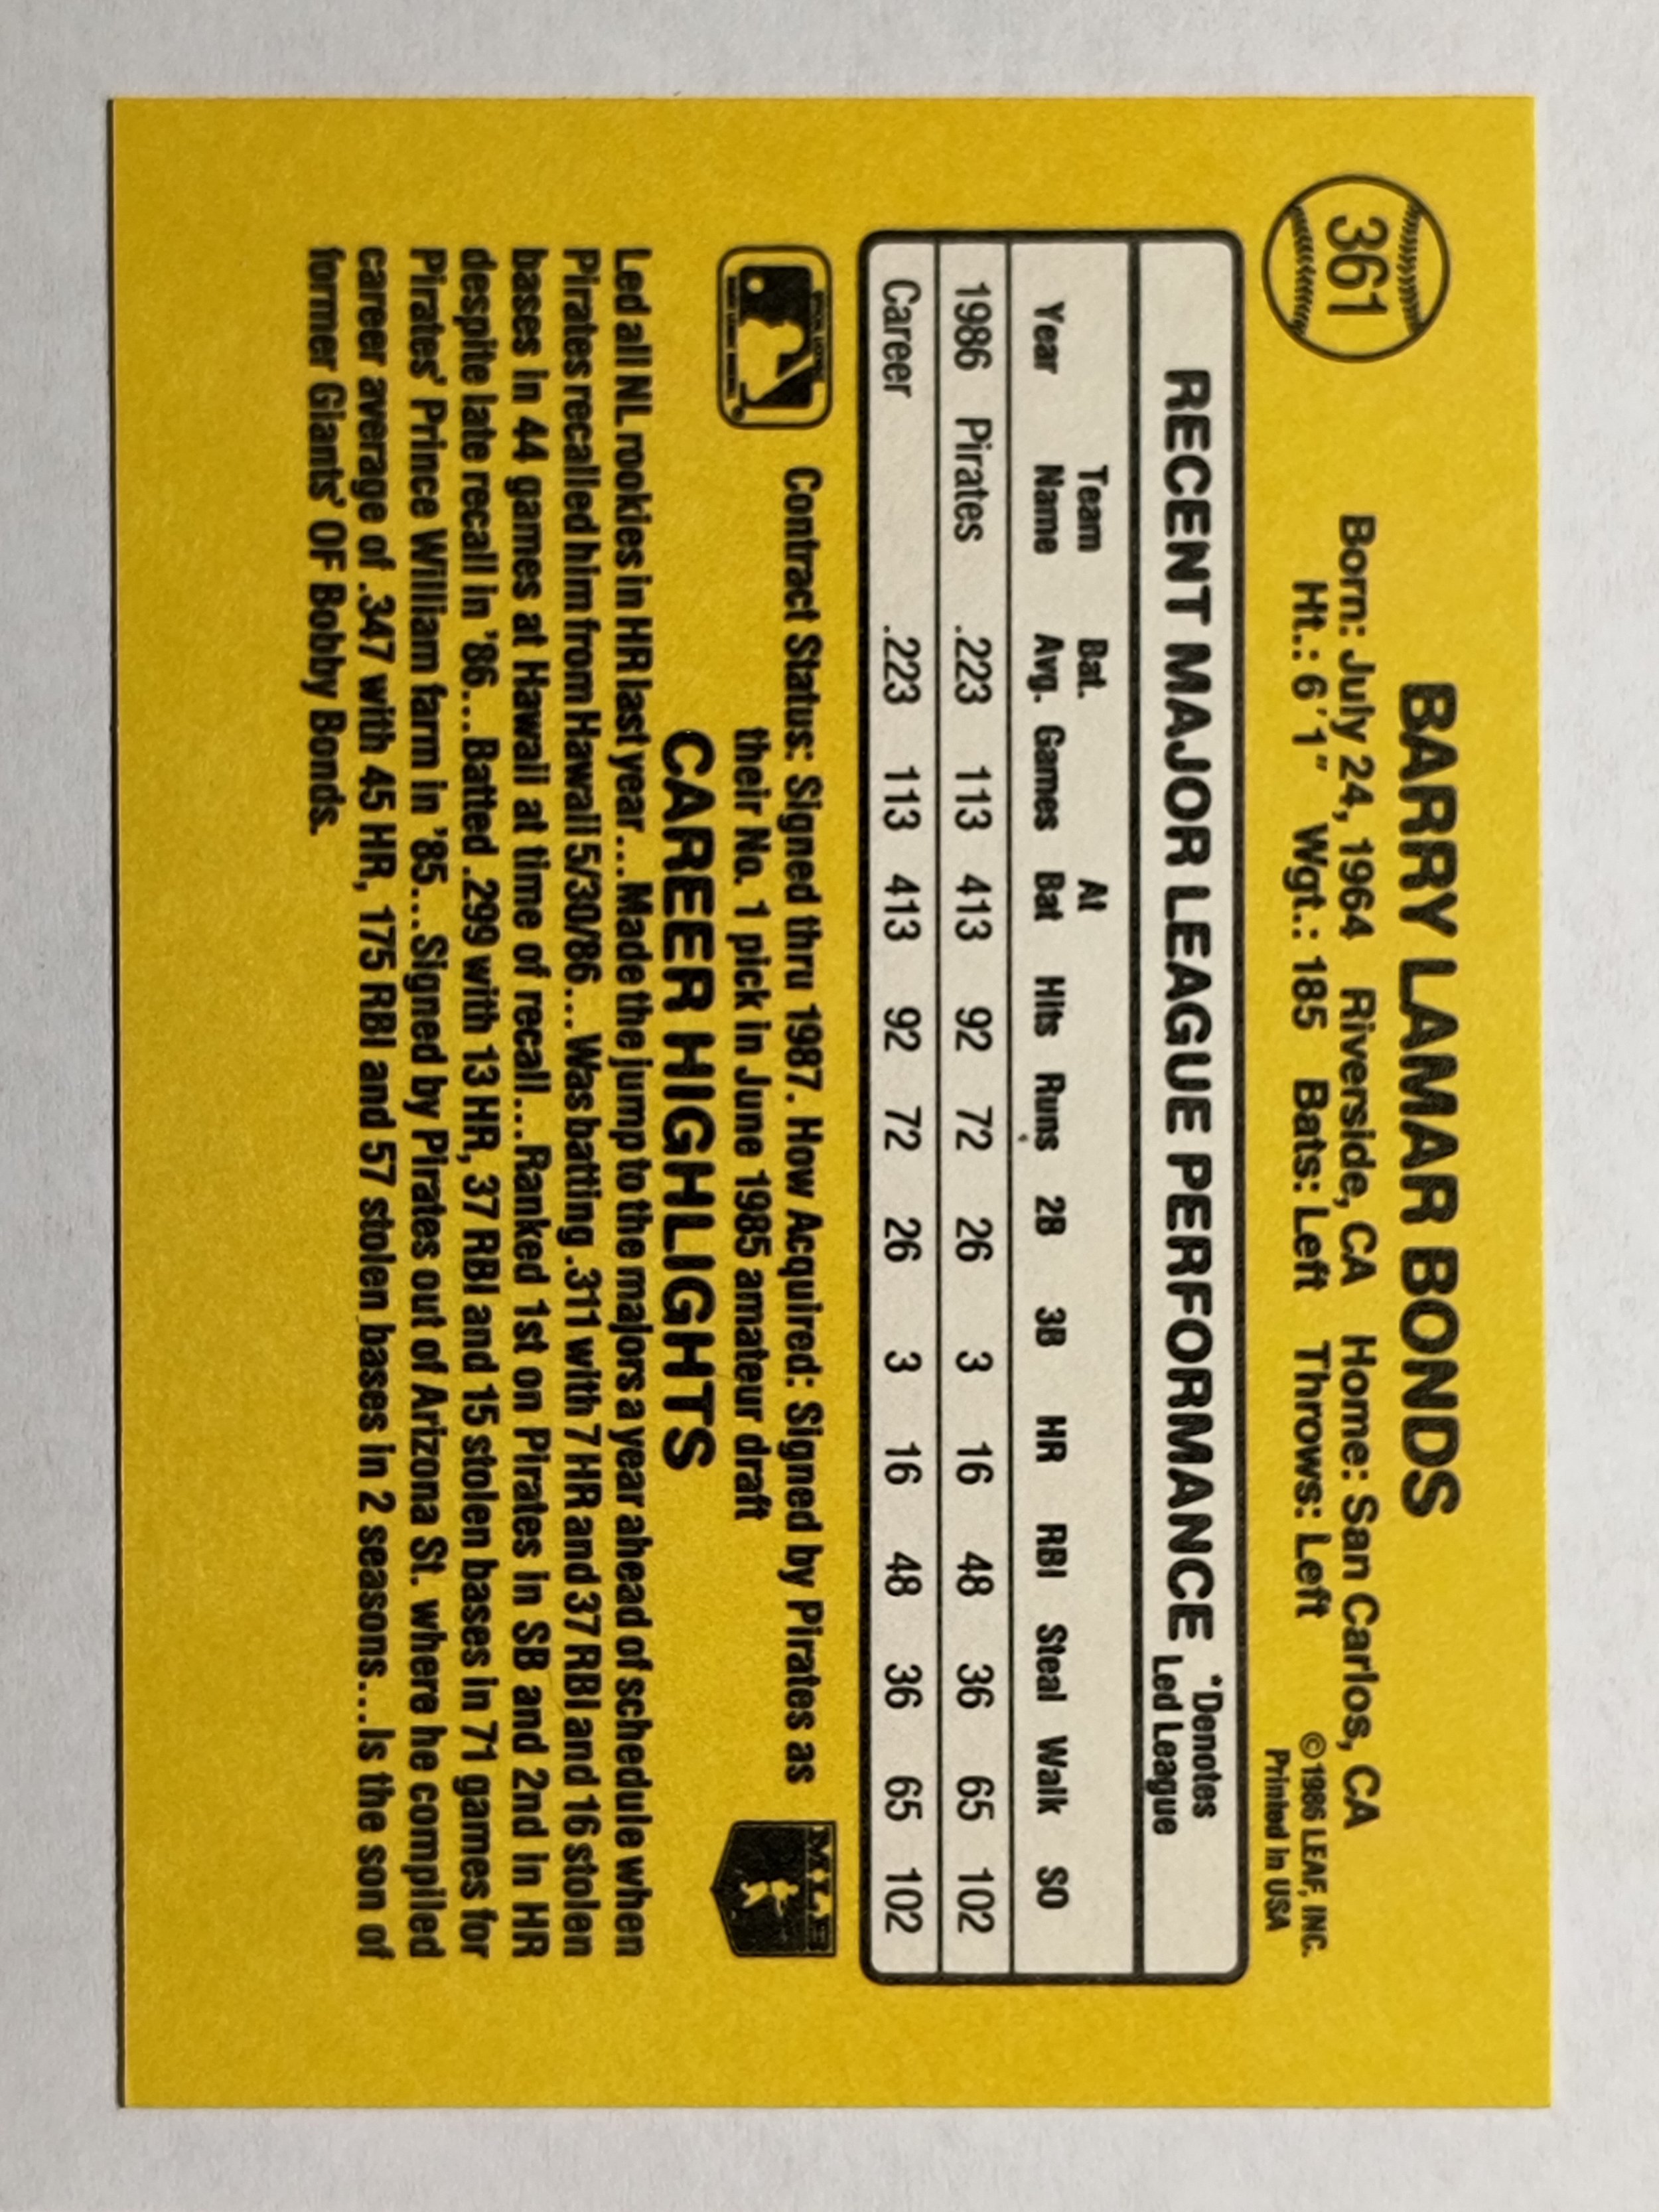 361
BARRY LAMAR BONDS
Born: July 24, 1964 Riverside, CA Home: San Carlos, CA
Ht.: 6'1" Wgt.: 185 Bats: Left Throws: Left
© 1986 LEAF, INC.
Printed in USA
RECENT MAJOR LEAGUE PERFORMANCE *Denotes Led League
Team Bat. At
Year Name Avg. Games Bat Hits Runs 2B 3B HR RBI Steal Walk SO
1986 Pirates .223 113 413 92 72 26 3 16 48 36 65 102
Career .223 113 413 92 72 26 3 16 48 36 65 102
Contract Status: Signed thru 1987. How Acquired: Signed by Pirates as
their No. 1 pick in June 1985 amateur draft
MLB
CAREER HIGHLIGHTS
Led all NL rookies in HR last year...Made the jump to the majors a year ahead of schedule when
Pirates recalled him from Hawaii 5/30/86... Was batting .311 with 7 HR and 37 RBI and 16 stolen
bases in 44 games at Hawaii at time of recall...Ranked 1st on Pirates in SB and 2nd in HR
despite late recall in '86...Batted .299 with 13 HR, 37 RBI and 15 stolen bases in 71 games for
Pirates' Prince William farm in '85...Signed by Pirates out of Arizona St. where he compiled
career average of .347 with 45 HR, 175 RBI and 57 stolen bases in 2 seasons...Is the son of
former Giants' OF Bobby Bonds.